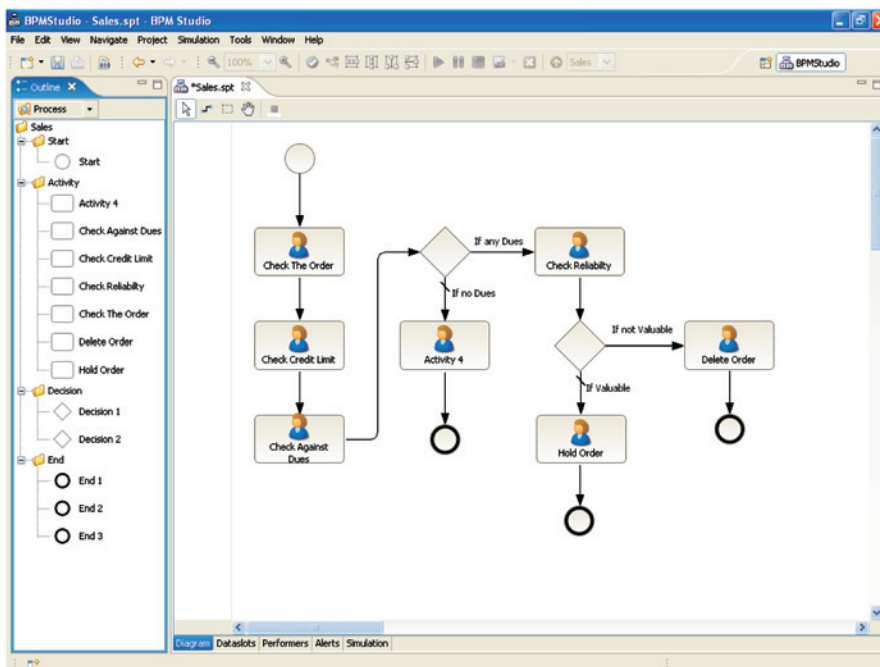 BPMStudio - Sales.spt - BPM Studio
File Edit View Navigate Project Simulation Tools Window Help
100% Sales BPMStudio
Outline
*Sales.spt
Process
Sales
Start
Start
Activity
Activity 4
Check Against Dues
Check Credit Limit
Check Reliabilty
Check The Order
Delete Order
Hold Order
Decision
Decision 1
Decision 2
End
End 1
End 2
End 3
If any Dues
Check The Order
Check Reliabilty
If no Dues
If not Valuable
Check Credit Limit
Activity 4
Delete Order
If Valuable
Check Against
Dues
Hold Order
Diagram Dataslots Performers Alerts Simulation